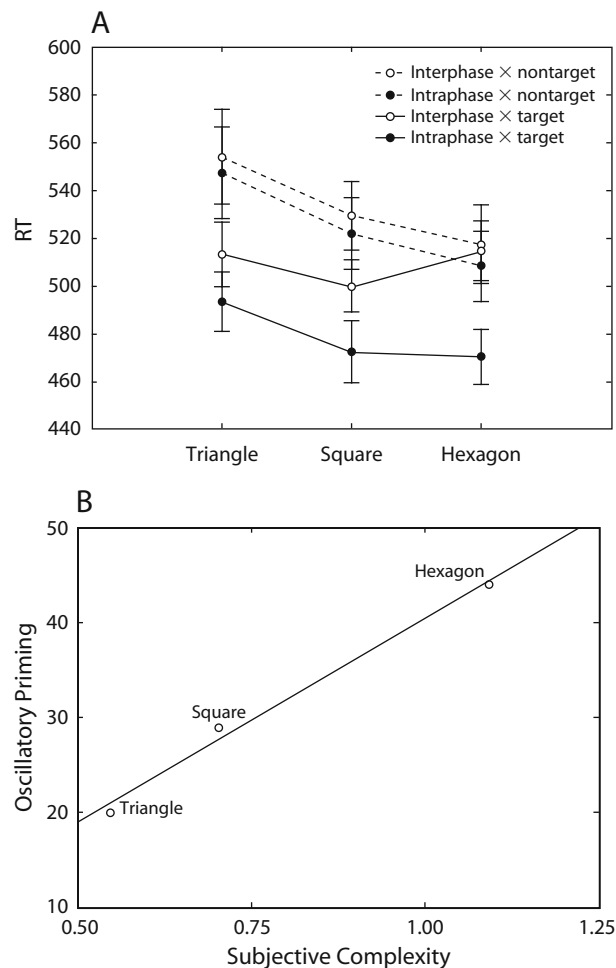 A
600
580
560
540
520
500
480
460
440
RT
Interphase × nontarget
Intraphase × nontarget
Interphase × target
Intraphase × target
Triangle Square Hexagon
B
50
40
30
20
10
Oscillatory Priming
Hexagon
Square
Triangle
0.50 0.75 1.00 1.25
Subjective Complexity